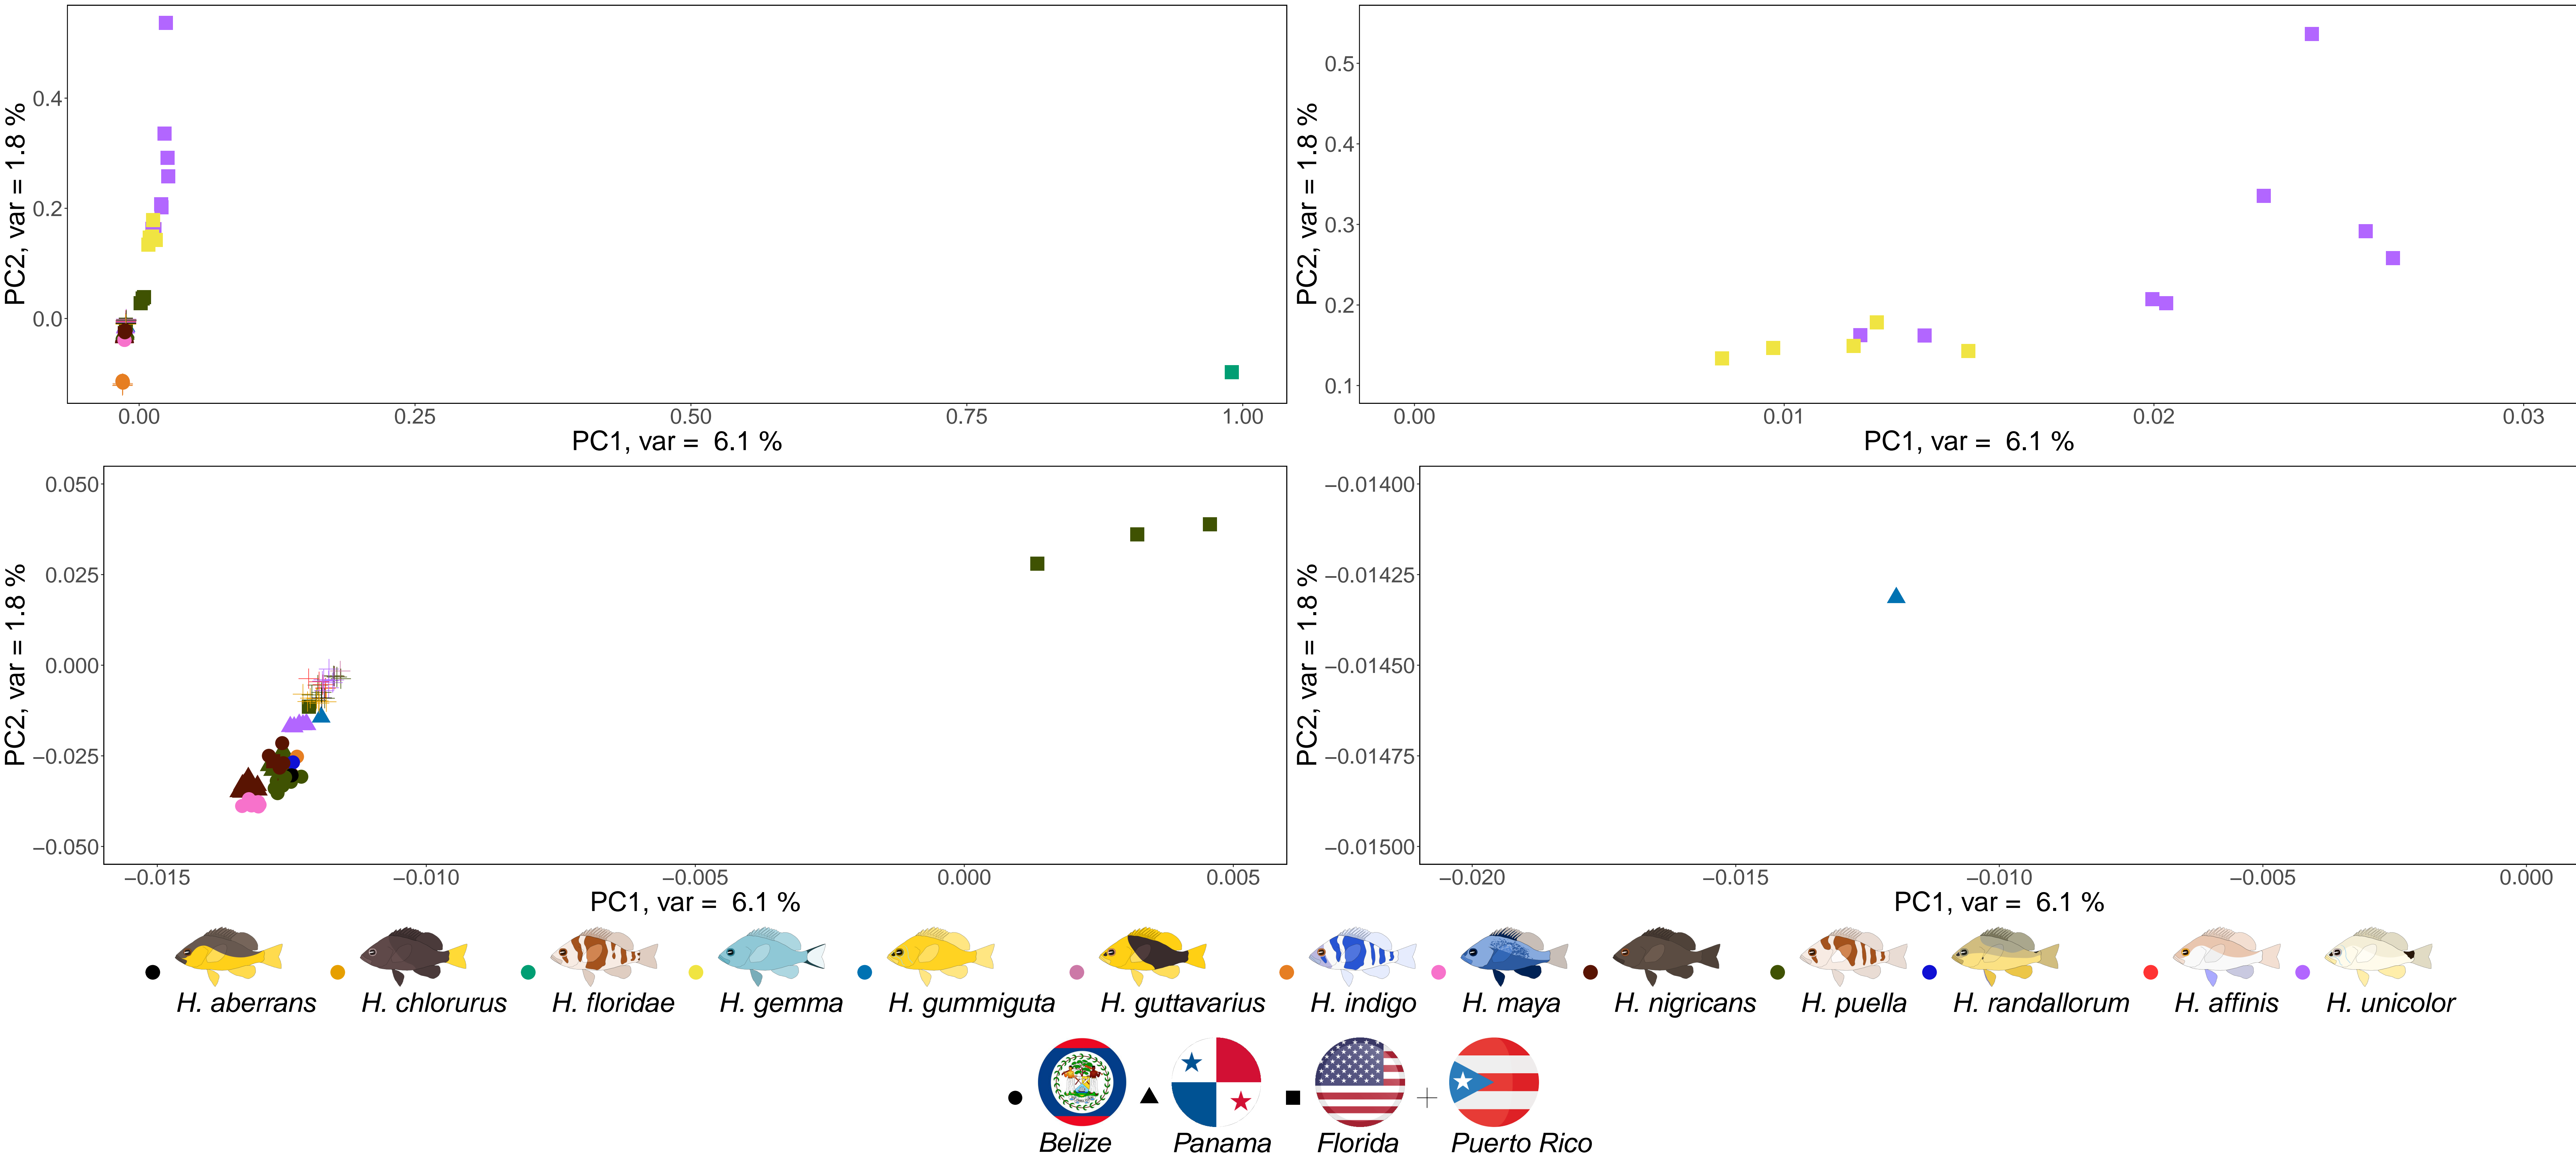 0.4
0.2
0.0
PC2, var = 1.8 %
0.00 0.25 0.50 0.75 1.00
PC1, var = 6.1 %
0.5
0.4
0.3
0.2
0.1
PC2, var = 1.8 %
0.00 0.01 0.02 0.03
PC1, var = 6.1 %
0.050
0.025
0.000
−0.025
−0.050
PC2, var = 1.8 %
−0.015 −0.010 −0.005 0.000 0.005
PC1, var = 6.1 %
−0.01400
−0.01425
−0.01450
−0.01475
−0.01500
PC2, var = 1.8 %
−0.020 −0.015 −0.010 −0.005 0.000
PC1, var = 6.1 %
H. aberrans H. chlorurus H. floridae H. gemma H. gummiguta H. guttavarius H. indigo H. maya H. nigricans H. puella H. randallorum H. affinis H. unicolor
Belize Panama Florida Puerto Rico